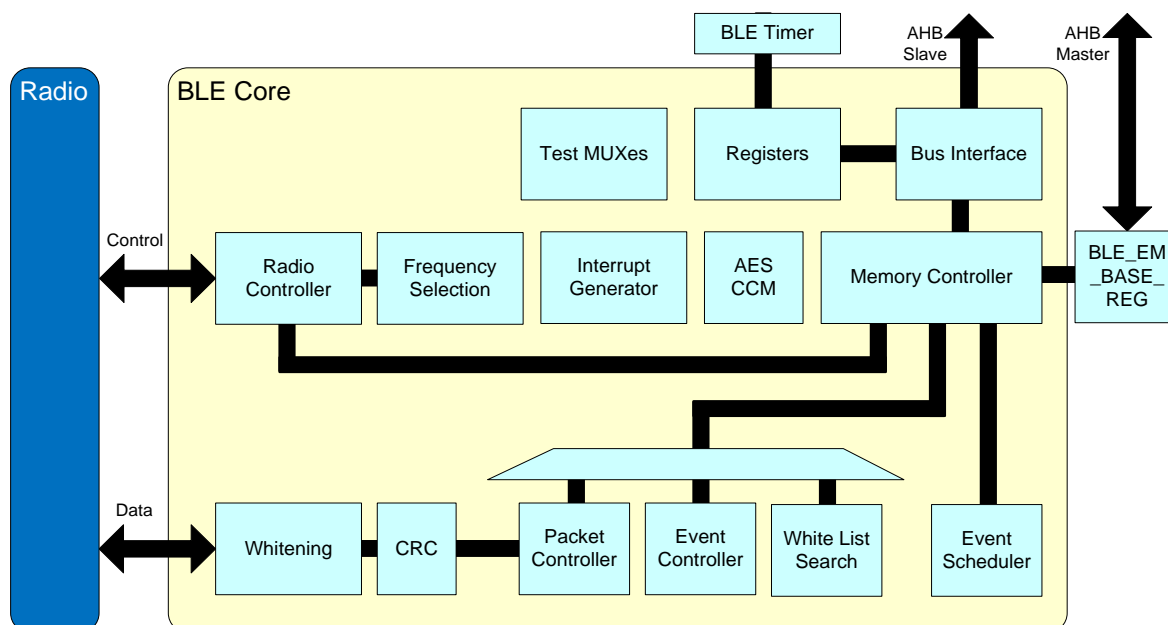 BLE Timer
AHB
Slave
AHB
Master
Radio
BLE Core
Test MUXes
Registers
Bus Interface
Control
Radio
Controller
Frequency
Selection
Interrupt
Generator
AES
CCM
Memory Controller
BLE_EM
_BASE_
REG
Data
Whitening
CRC
Packet
Controller
Event
Controller
White List
Search
Event
Scheduler